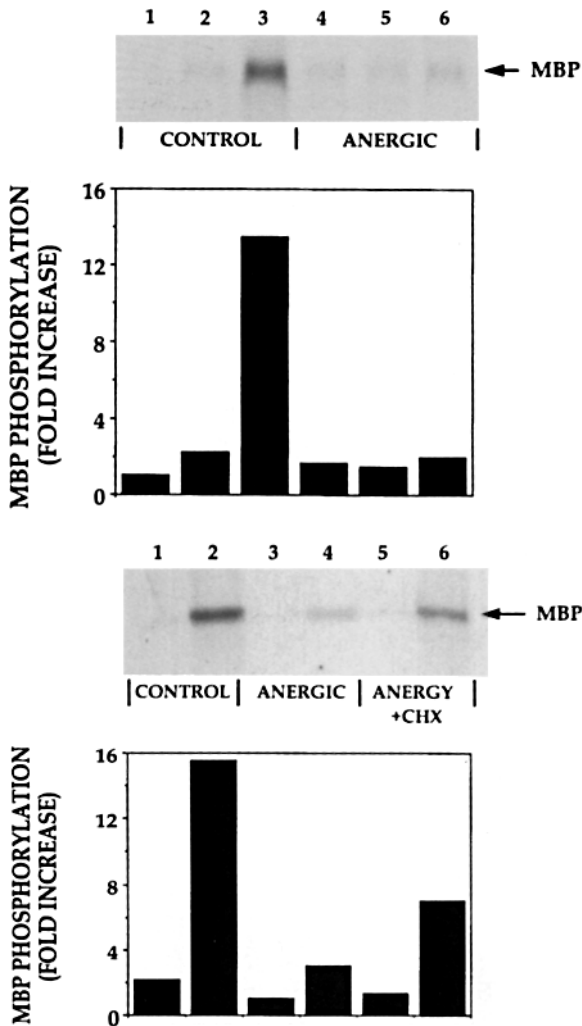 1 2 3 4 5 6
MBP
CONTROL ANERGIC
MBP PHOSPHORYLATION
(FOLD INCREASE)
16
12
8
4
0
1 2 3 4 5 6
MBP
CONTROL ANERGIC ANERGY
+CHX
MBP PHOSPHORYLATION
(FOLD INCREASE)
16
12
8
4
0